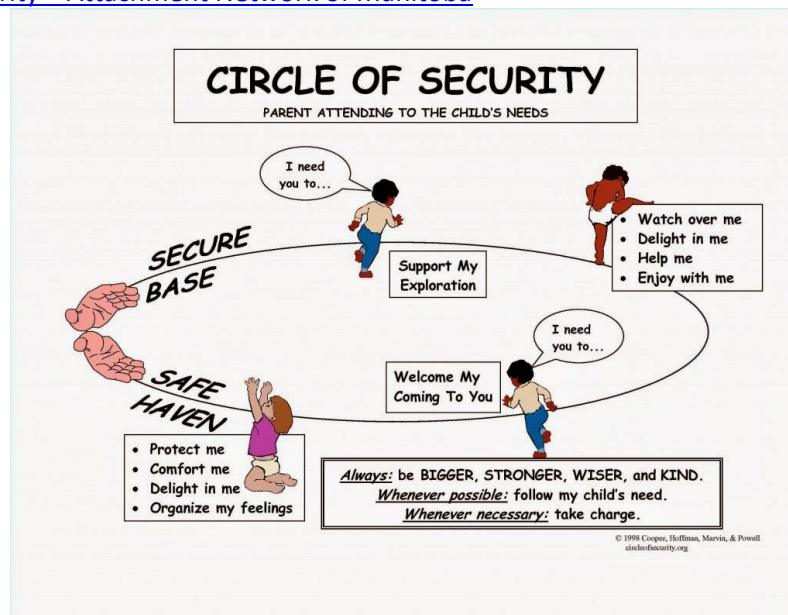 Attachment Network of Manitoba
CIRCLE OF SECURITY
PARENT ATTENDING TO THE CHILD'S NEEDS
I need
you to...
SECURE
BASE
Support My
Exploration
• Watch over me
• Delight in me
• Help me
• Enjoy with me
I need
you to...
Welcome My
Coming To You
SAFE
HAVEN
• Protect me
• Comfort me
• Delight in me
• Organize my feelings
Always: be BIGGER, STRONGER, WISER, and KIND.
Whenever possible: follow my child's need.
Whenever necessary: take charge.
© 1998 Cooper, Hoffman, Marvin, & Powell
circleofsecurity.org